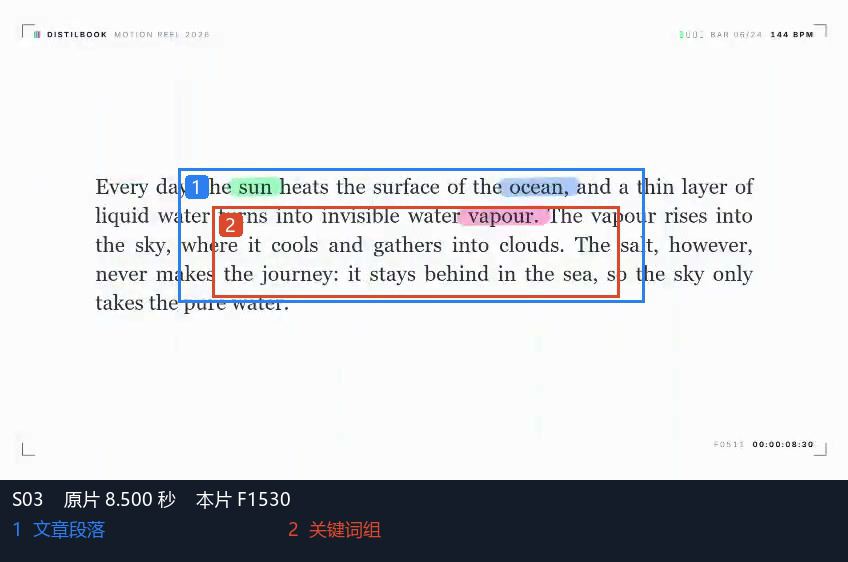 DISTILBOOK MOTION REEL 2026
BAR 06/24 144 BPM
Every day, the sun heats the surface of the ocean, and a thin layer of
liquid water turns into invisible water vapour. The vapour rises into
the sky, where it cools and gathers into clouds. The salt, however,
never makes the journey: it stays behind in the sea, so the sky only
takes the pure water.
1
2
F0511 00:00:08:30
S03 原片 8.500 秒 本片 F1530
1 文章段落 2 关键词组